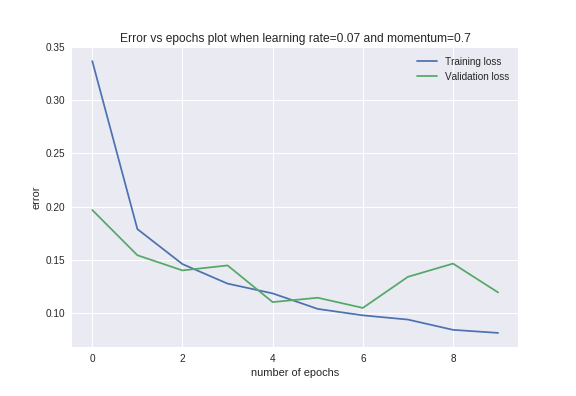 Error vs epochs plot when learning rate=0.07 and momentum=0.7
0.35
Training loss
Validation loss
0.30
0.25
0.20
0.15
0.10
error
0 2 4 6 8
number of epochs